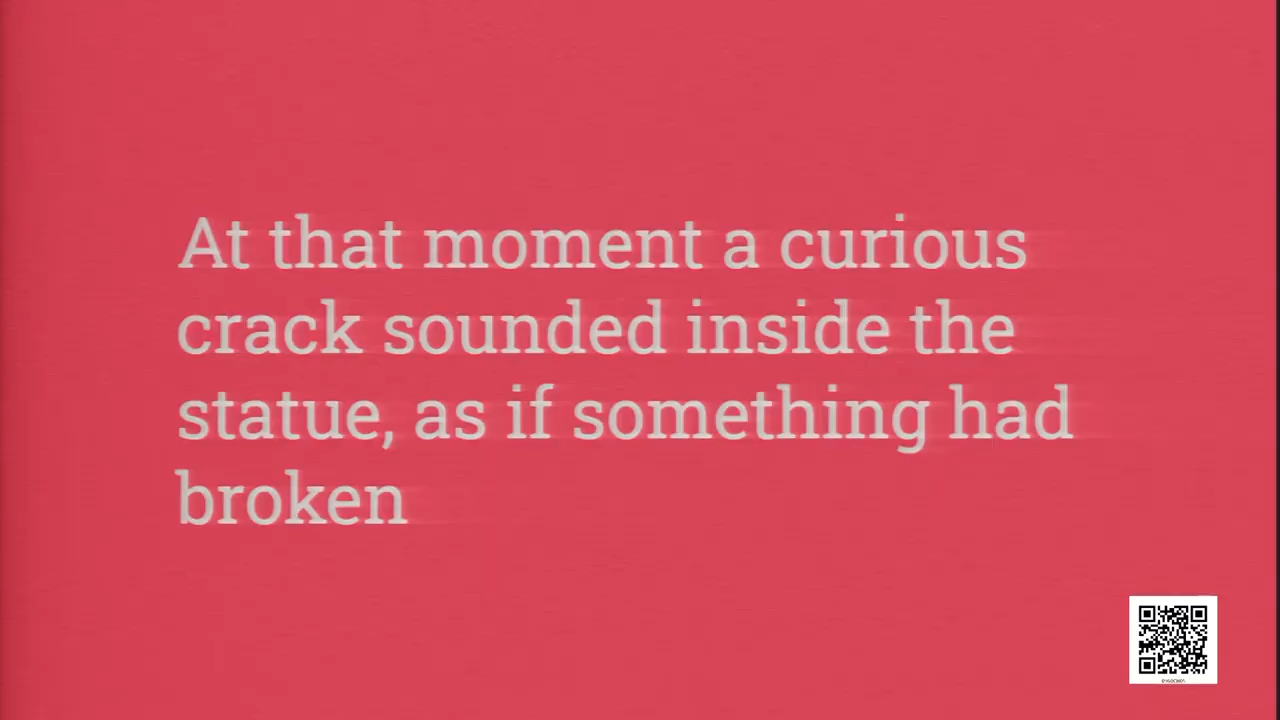 At that moment a curious
crack sounded inside the
statue, as if something had
broken